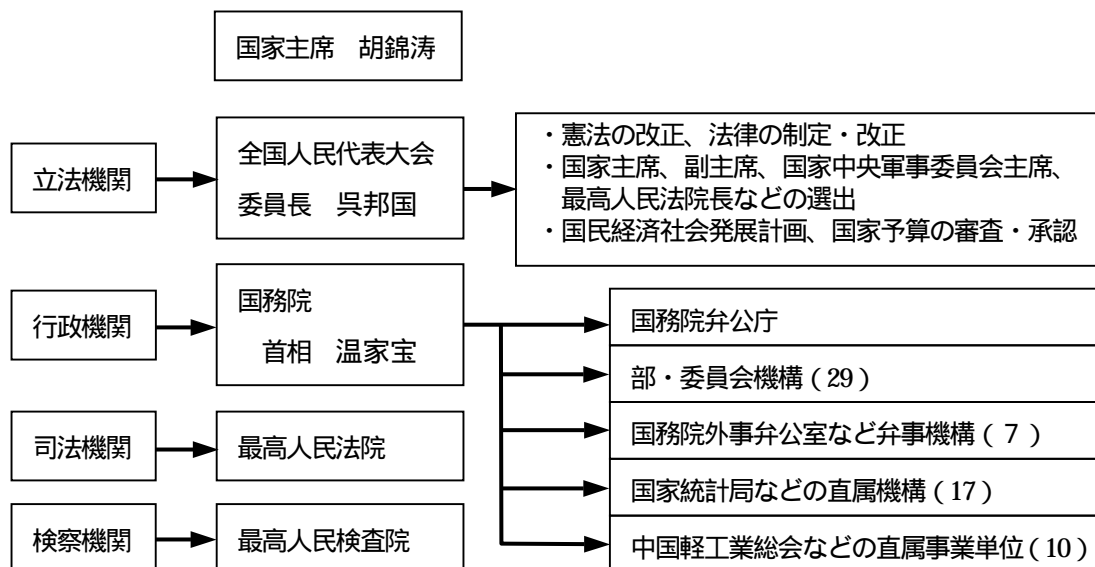 国家主席　胡錦涛
立法機関
全国人民代表大会
委員長　呉邦国
・憲法の改正、法律の制定・改正
・国家主席、副主席、国家中央軍事委員会主席、
最高人民法院長などの選出
・国民経済社会発展計画、国家予算の審査・承認
行政機関
国務院
首相　温家宝
国務院弁公庁
部・委員会機構(29)
国務院外事弁公室など弁事機構(７)
国家統計局などの直属機構(17)
中国軽工業総会などの直属事業単位(10)
司法機関
最高人民法院
検察機関
最高人民検査院